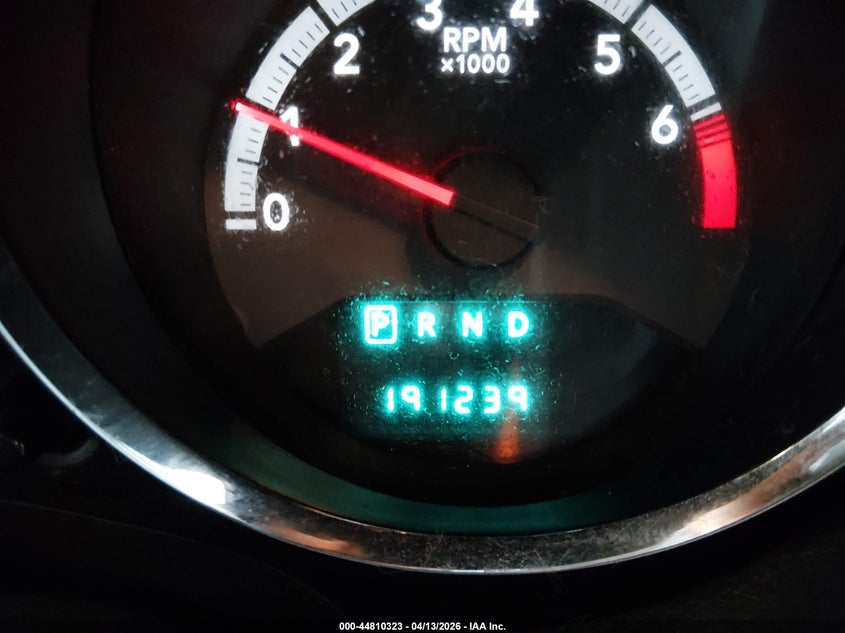 3 4
2 RPM 5
x1000
1 6
0
P R N D
191239
000-44810323 - 04/13/2026 - IAA Inc.